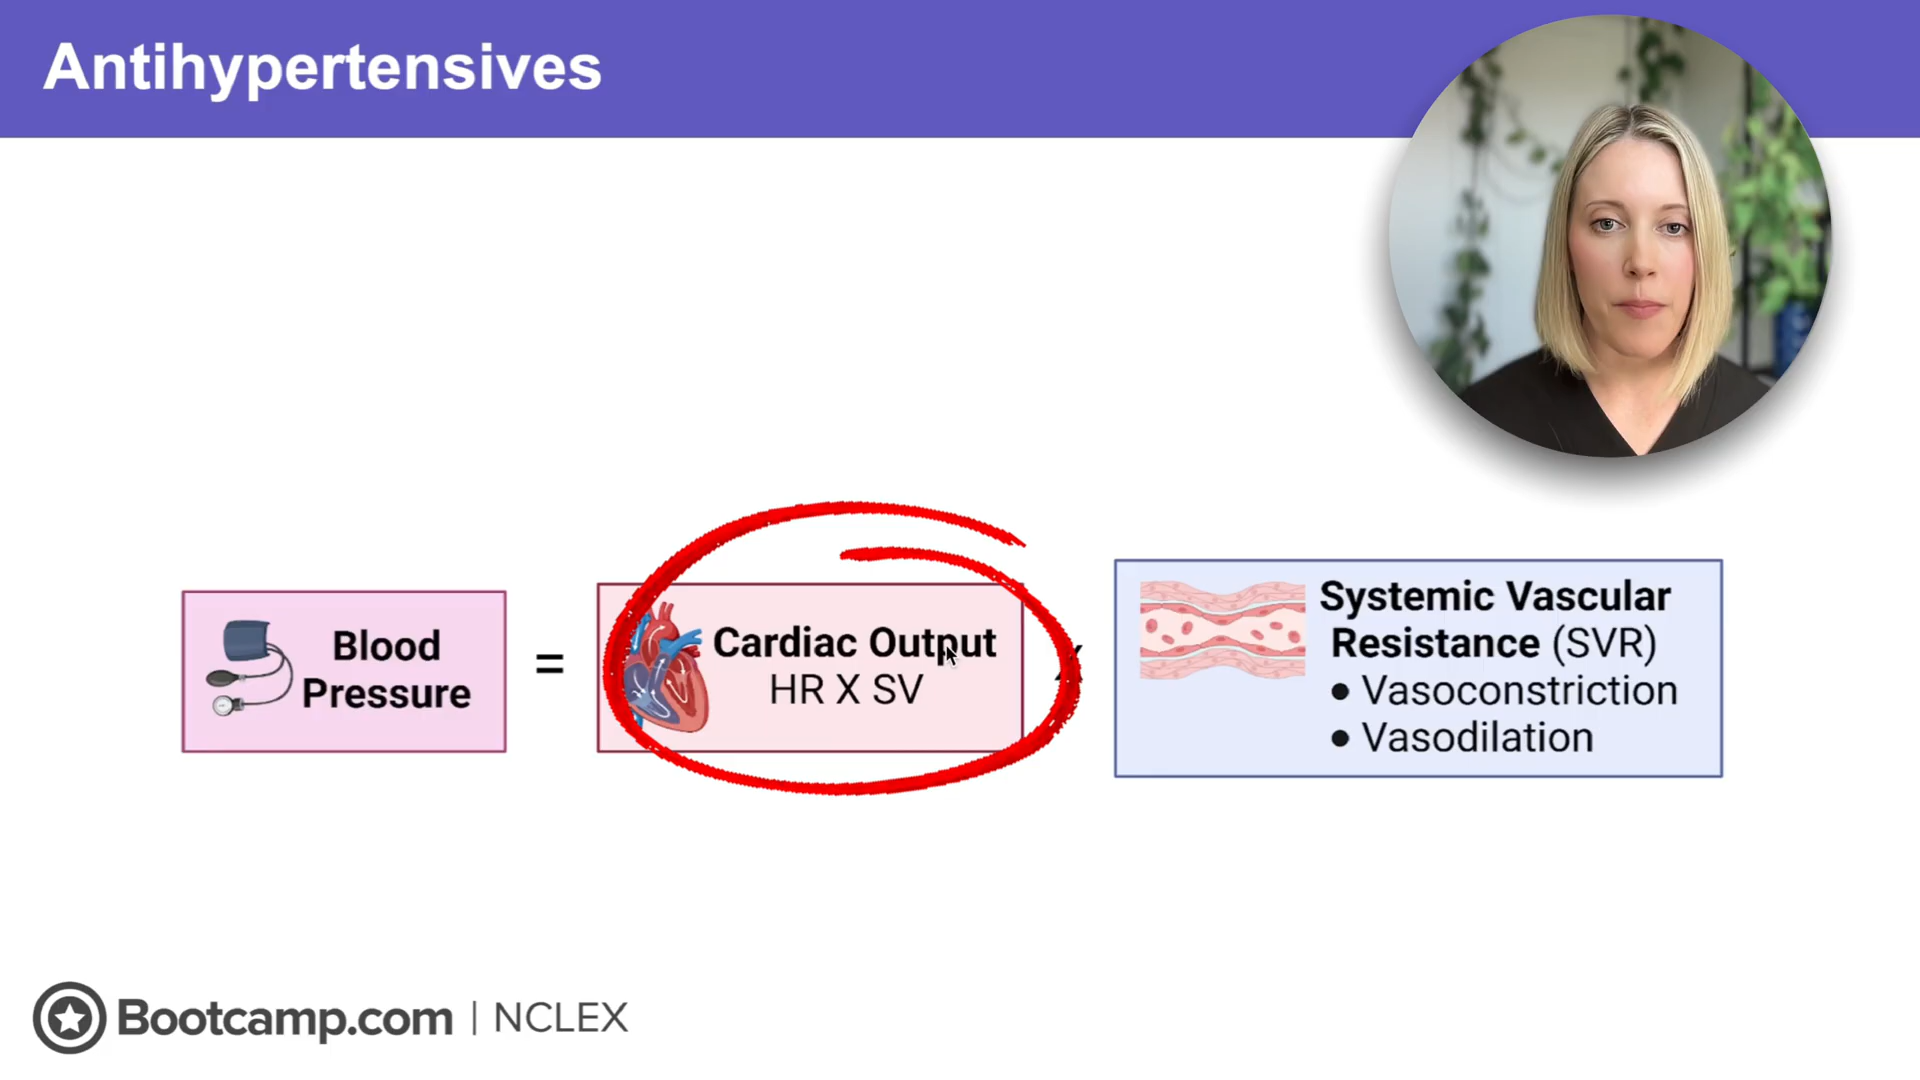 Antihypertensives
Blood
Pressure
=
Cardiac Output
HR X SV
Systemic Vascular
Resistance (SVR)
● Vasoconstriction
● Vasodilation
Bootcamp.com | NCLEX